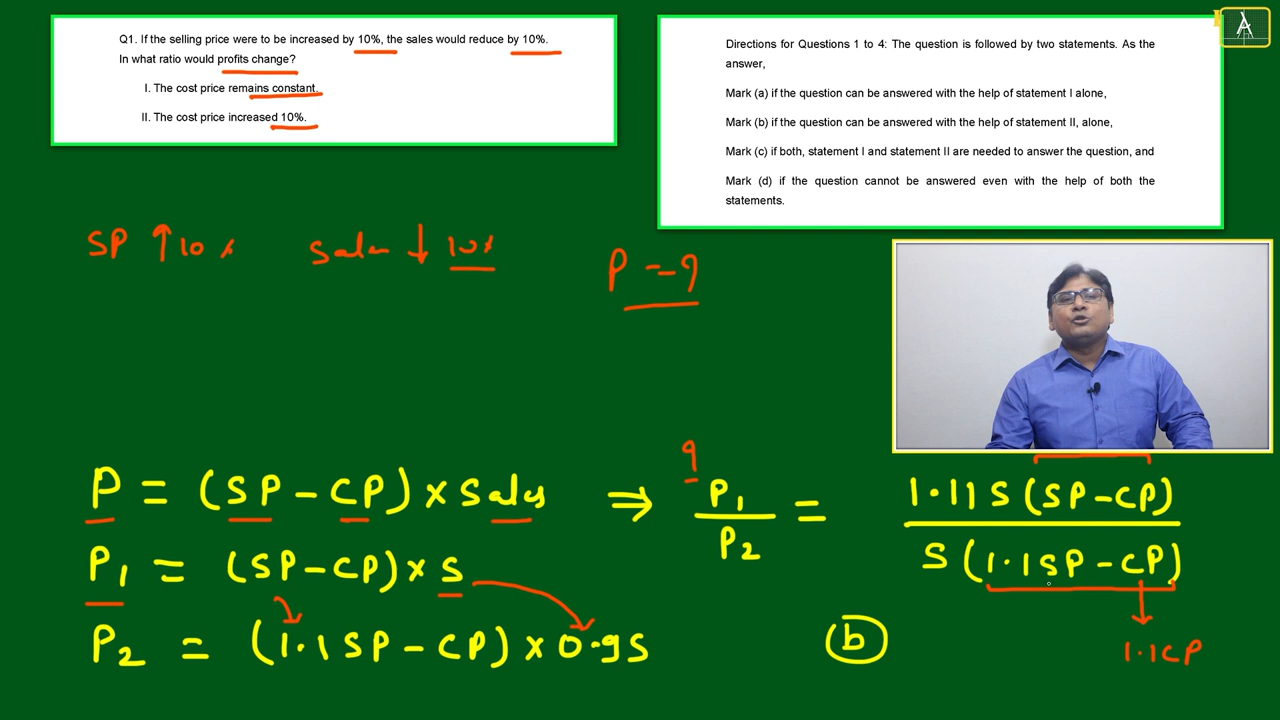 Q1. If the selling price were to be increased by 10%, the sales would reduce by 10%.
In what ratio would profits change?
I. The cost price remains constant.
II. The cost price increased 10%.
Directions for Questions 1 to 4: The question is followed by two statements. As the
answer,
Mark (a) if the question can be answered with the help of statement I alone,
Mark (b) if the question can be answered with the help of statement II, alone,
Mark (c) if both, statement I and statement II are needed to answer the question, and
Mark (d) if the question cannot be answered even with the help of both the
statements.
SP ↑ 10%
Sales ↓ 10%
P = ?
P = (SP - CP) × Sales ⇒
P1 = (SP - CP) × S
P2 = (1.1 SP - CP) × 0.9S
P1
P2
=
1.11 S (SP - CP)
S (1.1 SP - CP)
1.1CP
(b)